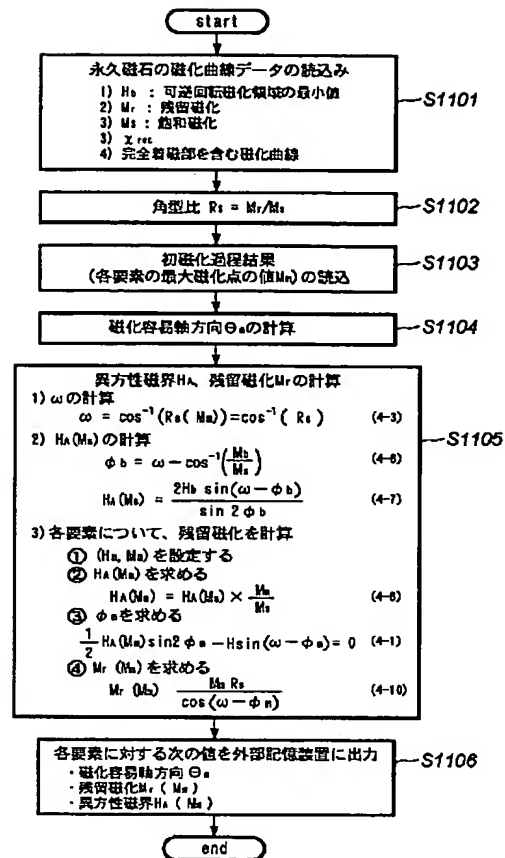 start
永久磁石の磁化曲線データの読込み
1) Hb : 可逆回転磁化領域の最小値
2) Mr : 残留磁化
3) Ms : 飽和磁化
3) χrec
4) 完全着磁部を含む磁化曲線
S1101
角型比 Rs = Mr/Ms
S1102
初磁化過程結果
(各要素の最大磁化点の値Mm)の読込
S1103
磁化容易軸方向Θaの計算
S1104
異方性磁界HA、残留磁化Mrの計算
1) ωの計算
ω = cos⁻¹(Rs( Mm))=cos⁻¹( Rs ) (4-3)
2) HA(Ms) の計算
φb = ω − cos⁻¹(Mb/Ms) (4-6)
HA(Ms) = 2Hb sin(ω−φb) / sin 2φb (4-7)
3) 各要素について、残留磁化を計算
① (Hm, Mm) を設定する
② HA(Mm) を求める
HA(Mm) = HA(Ms) × Mm/Ms (4-6)
③ φmを求める
1/2 HA(Mm)sin2φm −Hsin(ω−φm)= 0 (4-1)
④ Mr (Mm) を求める
Mr (Mm) Mm Rs / cos(ω−φm) (4-10)
S1105
各要素に対する次の値を外部記憶装置に出力
・磁化容易軸方向Θa
・残留磁化Mr ( Mm )
・異方性磁界HA ( Mm )
S1106
end